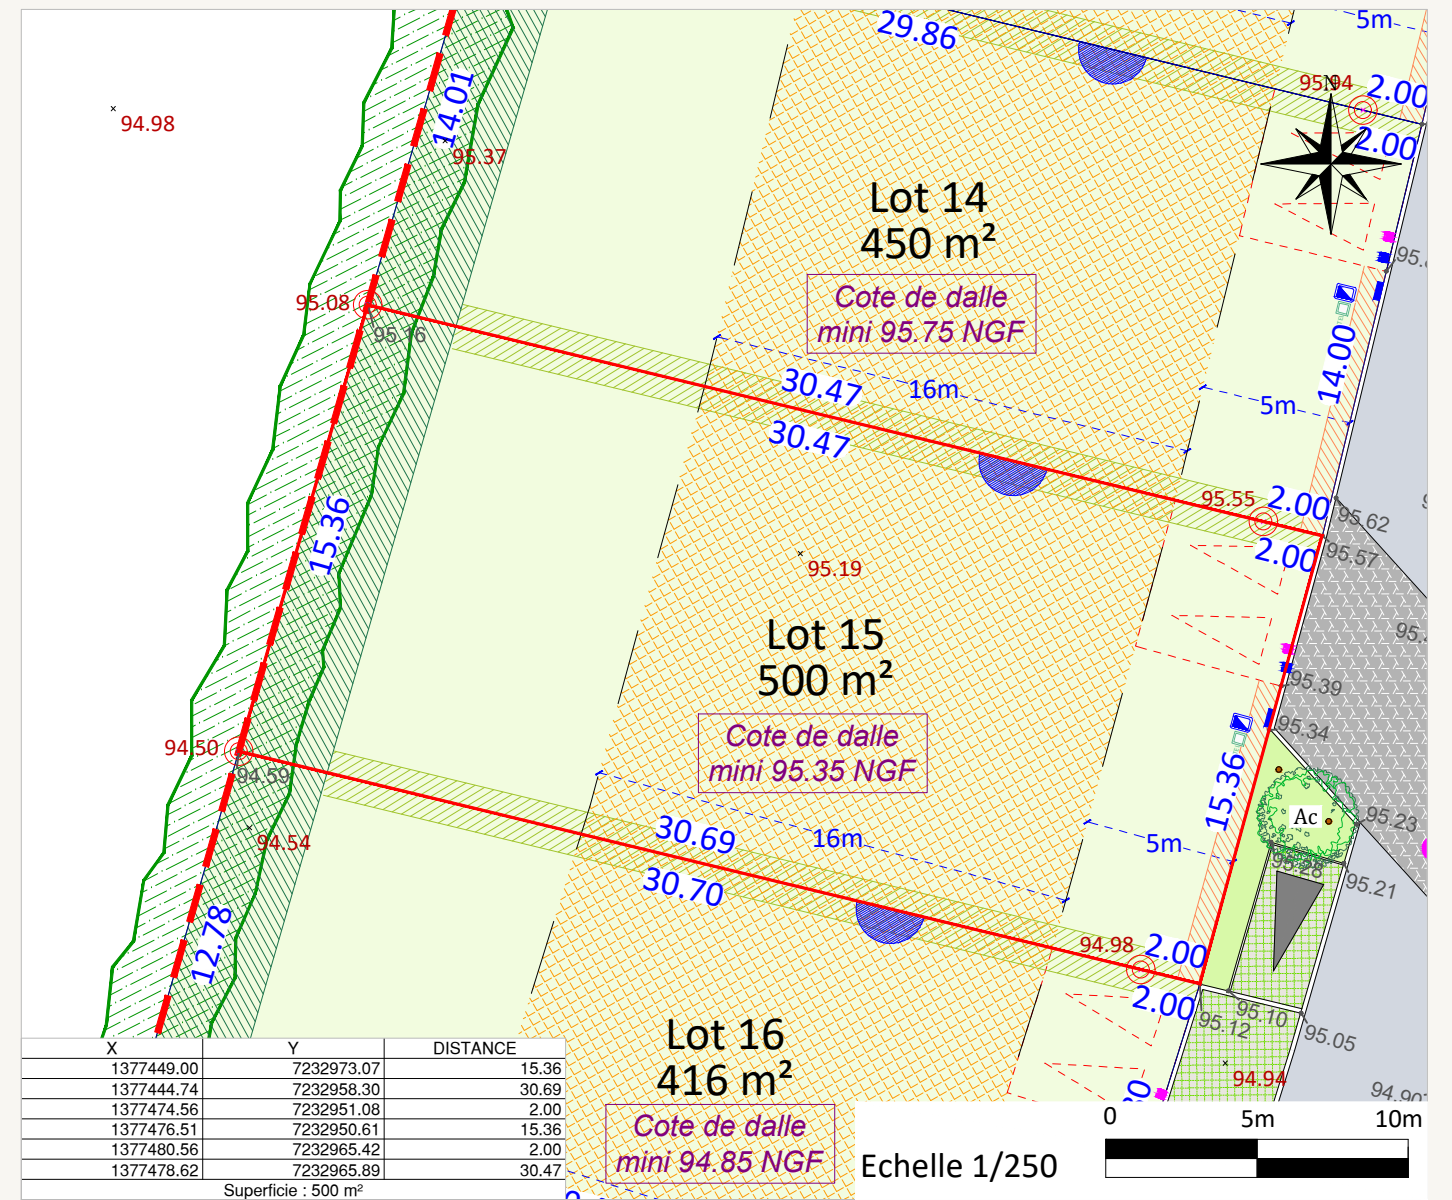 29.86
5m
2.00
N
95.94
2.00
14.01
94.98
95.37
Lot 14
450 m²
Cote de dalle
mini 95.75 NGF
95.08
95.16
14.00
30.47
16m
5m
30.47
95.55
2.00
95.62
2.00
95.57
15.36
95.19
Lot 15
500 m²
95.39
Cote de dalle
mini 95.35 NGF
95.34
94.50
94.59
15.36
30.69
16m
5m
Ac
95.23
94.54
30.70
95.28
95.21
12.78
94.98
2.00
2.00
95.10
95.12
95.05
Lot 16
416 m²
94.94
Cote de dalle
mini 94.85 NGF
X Y DISTANCE
1377449.00 7232973.07 15.36
1377444.74 7232958.30 30.69
1377474.56 7232951.08 2.00
1377476.51 7232950.61 15.36
1377480.56 7232965.42 2.00
1377478.62 7232965.89 30.47
Superficie : 500 m²
Echelle 1/250
0 5m 10m